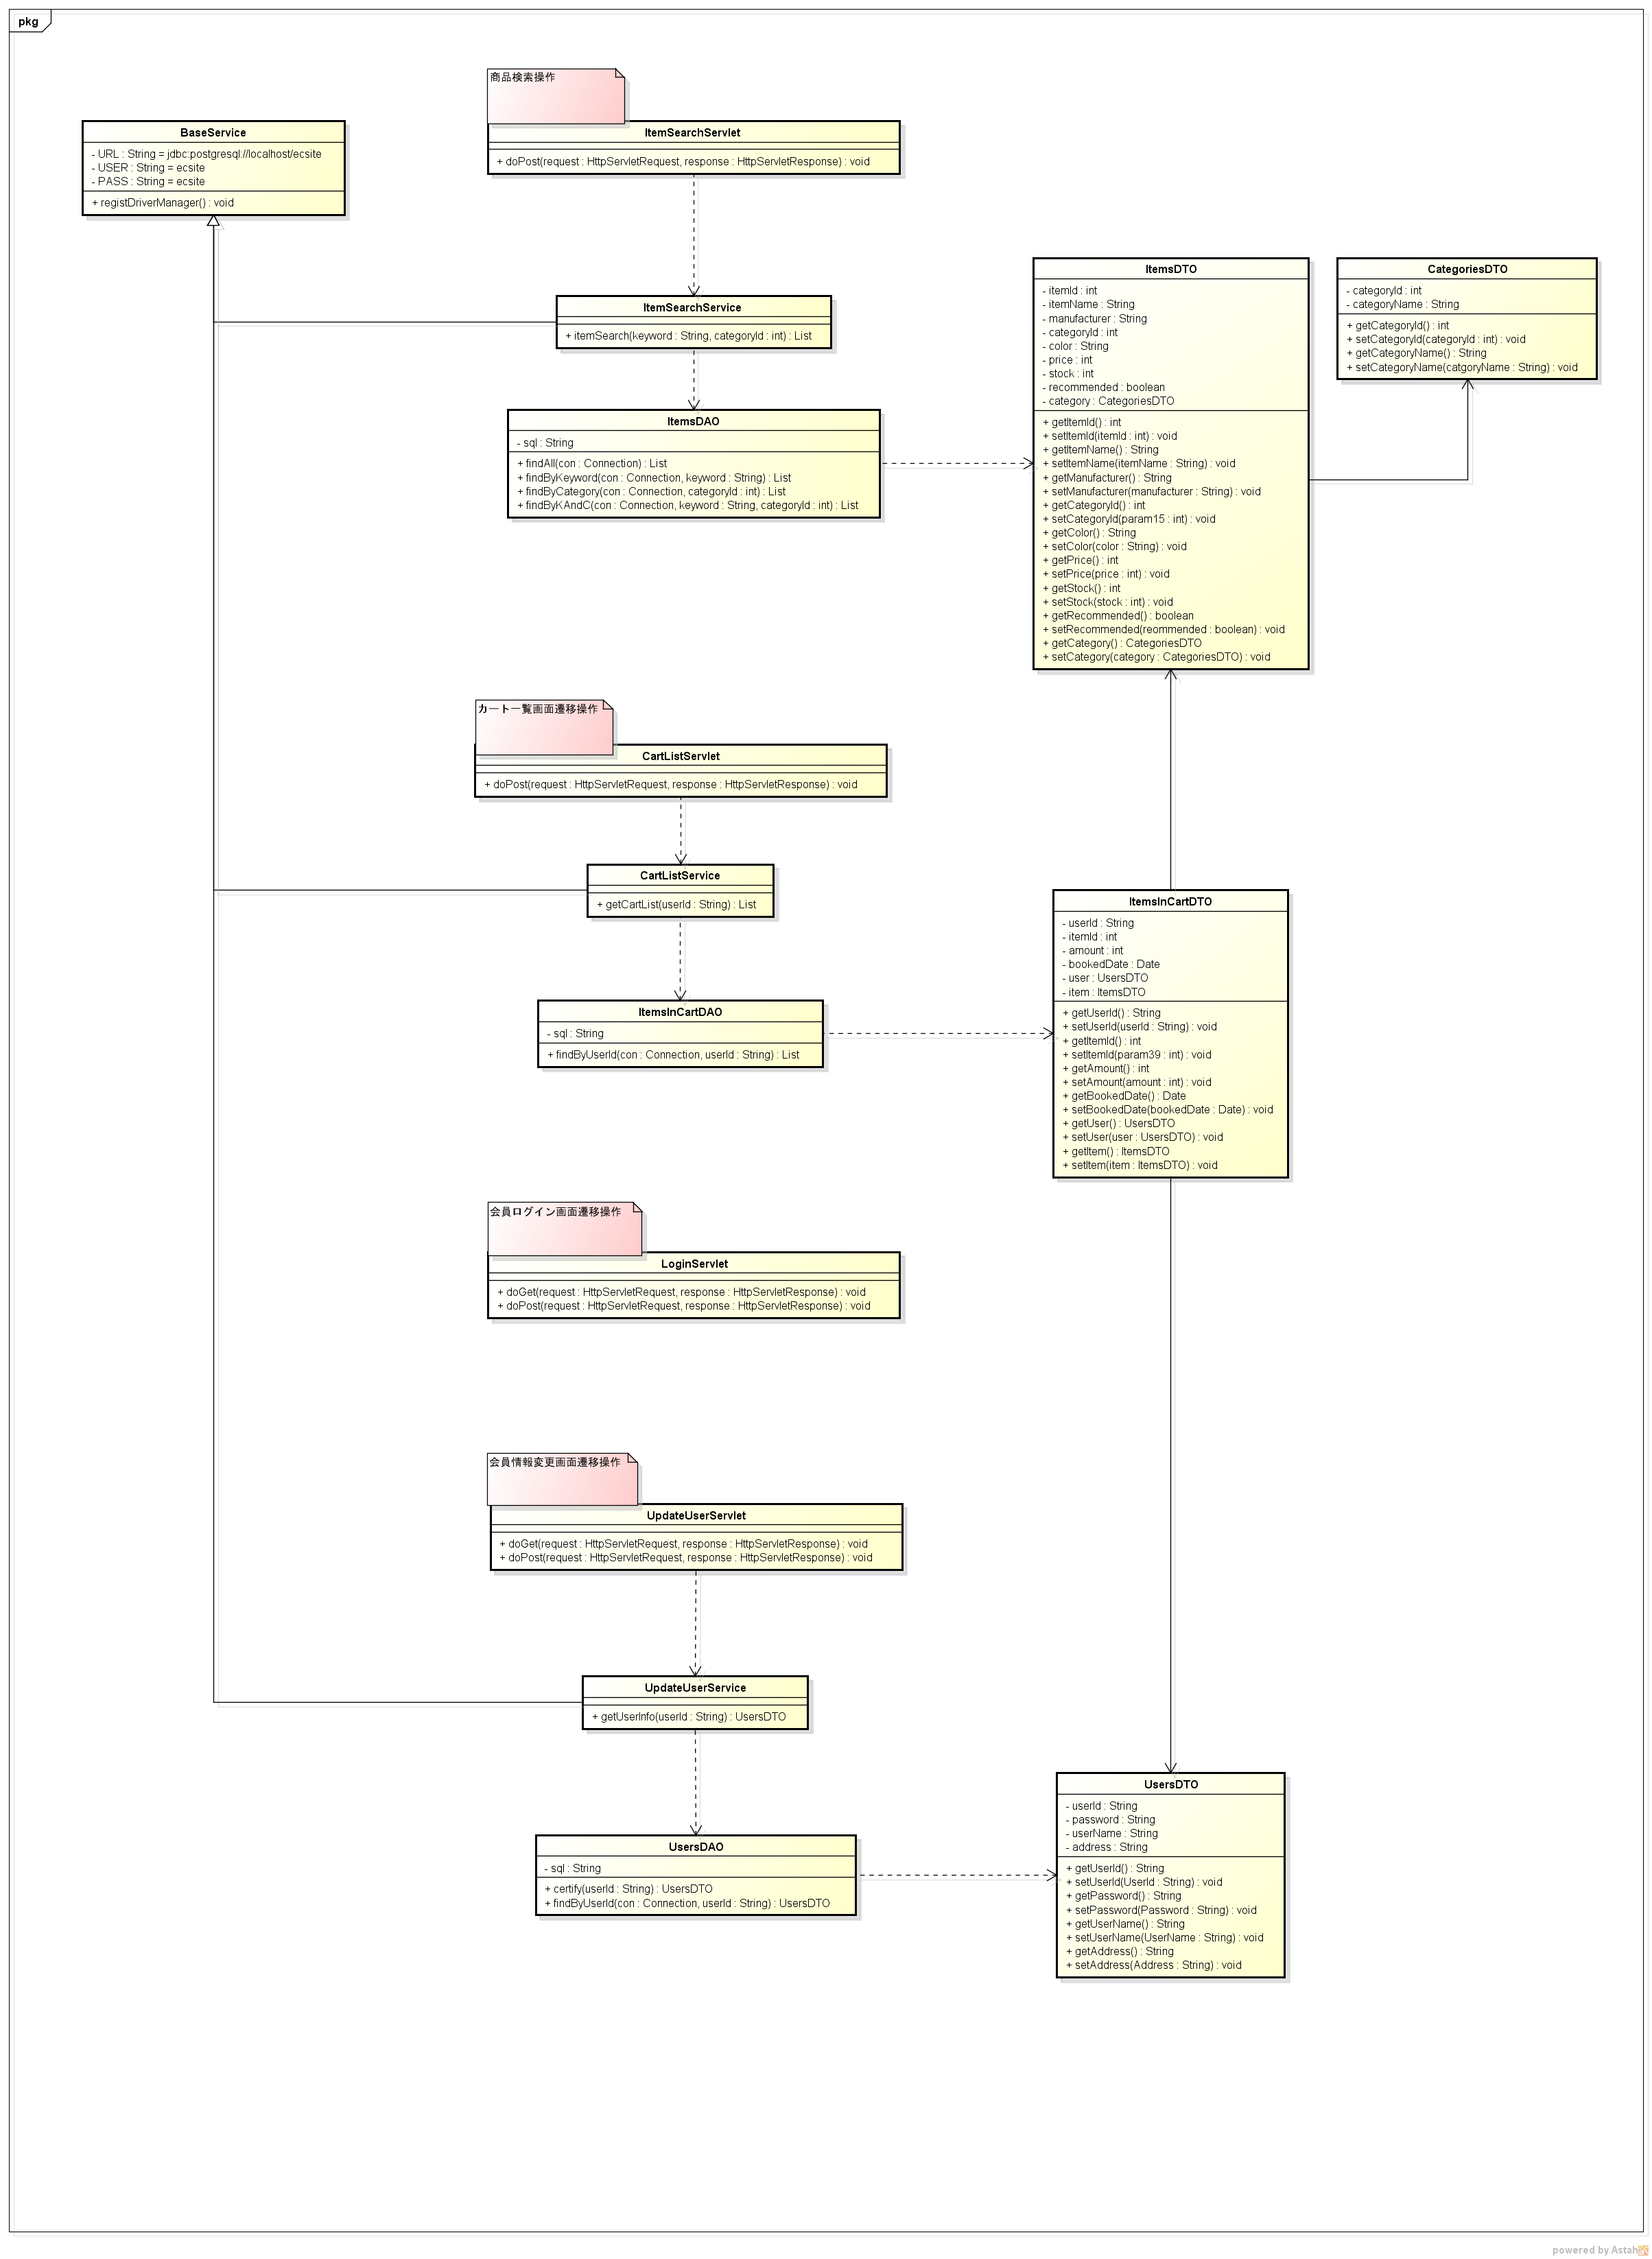 pkg
商品検索操作
BaseService
- URL : String = jdbc:postgresql://localhost/ecsite
- USER : String = ecsite
- PASS : String = ecsite
+ registDriverManager() : void
ItemSearchServlet
+ doPost(request : HttpServletRequest, response : HttpServletResponse) : void
ItemSearchService
+ itemSearch(keyword : String, categoryId : int) : List
ItemsDAO
- sql : String
+ findAll(con : Connection) : List
+ findByKeyword(con : Connection, keyword : String) : List
+ findByCategory(con : Connection, categoryId : int) : List
+ findByKAndC(con : Connection, keyword : String, categoryId : int) : List
ItemsDTO
- itemId : int
- itemName : String
- manufacturer : String
- categoryId : int
- color : String
- price : int
- stock : int
- recommended : boolean
- category : CategoriesDTO
+ getItemId() : int
+ setItemId(itemId : int) : void
+ getItemName() : String
+ setItemName(itemName : String) : void
+ getManufacturer() : String
+ setManufacturer(manufacturer : String) : void
+ getCategoryId() : int
+ setCategoryId(param15 : int) : void
+ getColor() : String
+ setColor(color : String) : void
+ getPrice() : int
+ setPrice(price : int) : void
+ getStock() : int
+ setStock(stock : int) : void
+ getRecommended() : boolean
+ setRecommended(reommended : boolean) : void
+ getCategory() : CategoriesDTO
+ setCategory(category : CategoriesDTO) : void
CategoriesDTO
- categoryId : int
- categoryName : String
+ getCategoryId() : int
+ setCategoryId(categoryId : int) : void
+ getCategoryName() : String
+ setCategoryName(catgoryName : String) : void
カート一覧画面遷移操作
CartListServlet
+ doPost(request : HttpServletRequest, response : HttpServletResponse) : void
CartListService
+ getCartList(userId : String) : List
ItemsInCartDAO
- sql : String
+ findByUserId(con : Connection, userId : String) : List
ItemsInCartDTO
- userId : String
- itemId : int
- amount : int
- bookedDate : Date
- user : UsersDTO
- item : ItemsDTO
+ getUserId() : String
+ setUserId(userId : String) : void
+ getItemId() : int
+ setItemId(param39 : int) : void
+ getAmount() : int
+ setAmount(amount : int) : void
+ getBookedDate() : Date
+ setBookedDate(bookedDate : Date) : void
+ getUser() : UsersDTO
+ setUser(user : UsersDTO) : void
+ getItem() : ItemsDTO
+ setItem(item : ItemsDTO) : void
会員ログイン画面遷移操作
LoginServlet
+ doGet(request : HttpServletRequest, response : HttpServletResponse) : void
+ doPost(request : HttpServletRequest, response : HttpServletResponse) : void
会員情報変更画面遷移操作
UpdateUserServlet
+ doGet(request : HttpServletRequest, response : HttpServletResponse) : void
+ doPost(request : HttpServletRequest, response : HttpServletResponse) : void
UpdateUserService
+ getUserInfo(userId : String) : UsersDTO
UsersDAO
- sql : String
+ certify(userId : String) : UsersDTO
+ findByUserId(con : Connection, userId : String) : UsersDTO
UsersDTO
- userId : String
- password : String
- userName : String
- address : String
+ getUserId() : String
+ setUserId(UserId : String) : void
+ getPassword() : String
+ setPassword(Password : String) : void
+ getUserName() : String
+ setUserName(UserName : String) : void
+ getAddress() : String
+ setAddress(Address : String) : void
powered by Astah